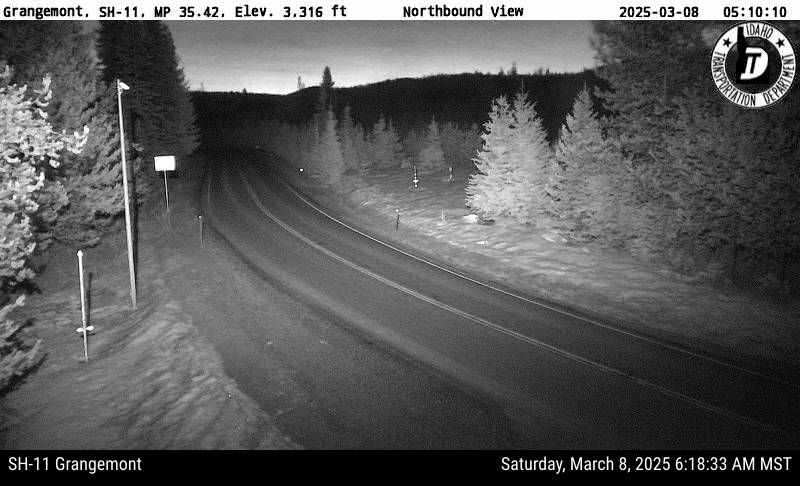 Grangemont, SH-11, MP 35.42, Elev. 3,316 ft Northbound View 2025-03-08 05:10:10
IDAHO
TRANSPORTATION DEPARTMENT
SH-11 Grangemont Saturday, March 8, 2025 6:18:33 AM MST